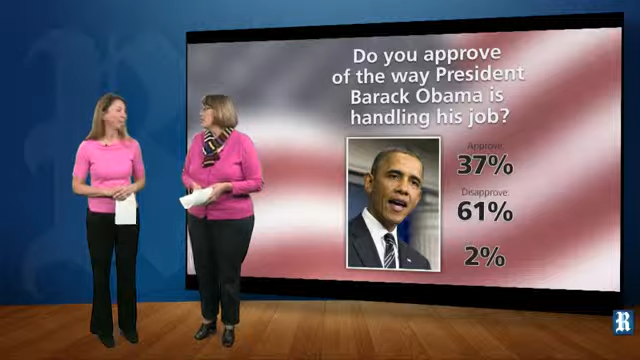 Do you approve
of the way President
Barack Obama is
handling his job?
Approve:
37%
Disapprove:
61%
2%
R